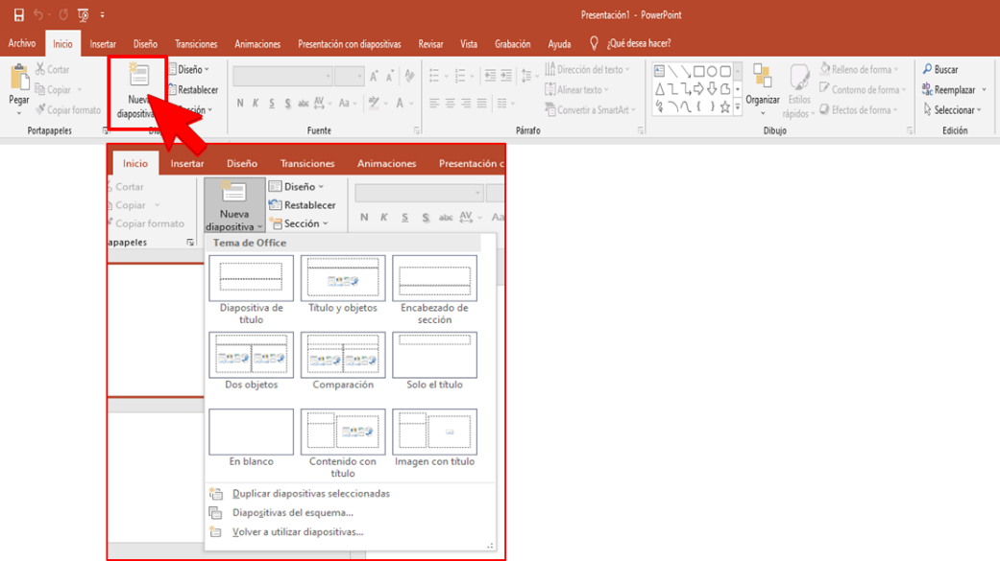 Presentación1 - PowerPoint
Archivo Inicio Insertar Diseño Transiciones Animaciones Presentación con diapositivas Revisar Vista Grabación Ayuda ¿Qué desea hacer?
Pegar
Cortar
Copiar
Copiar formato
Portapapeles
Nueva
diapositiva
Diseño
Restablecer
N K S S abc AV Aa A
Fuente
Dirección del texto
Alinear texto
Convertir a SmartArt
Párrafo
Organizar
Estilos
rápidos
Relleno de forma
Contorno de forma
Efectos de forma
Dibujo
Buscar
Reemplazar
Seleccionar
Edición
Inicio Insertar Diseño Transiciones Animaciones Presentación c
Cortar
Copiar
Copiar formato
apapeles
Nueva
diapositiva
Diseño
Restablecer
Sección
N K S S abc AV Aa
Tema de Office
Diapositiva de
título
Título y objetos
Encabezado de
sección
Dos objetos
Comparación
Solo el título
En blanco
Contenido con
título
Imagen con título
Duplicar diapositivas seleccionadas
Diapositivas del esquema...
Volver a utilizar diapositivas...